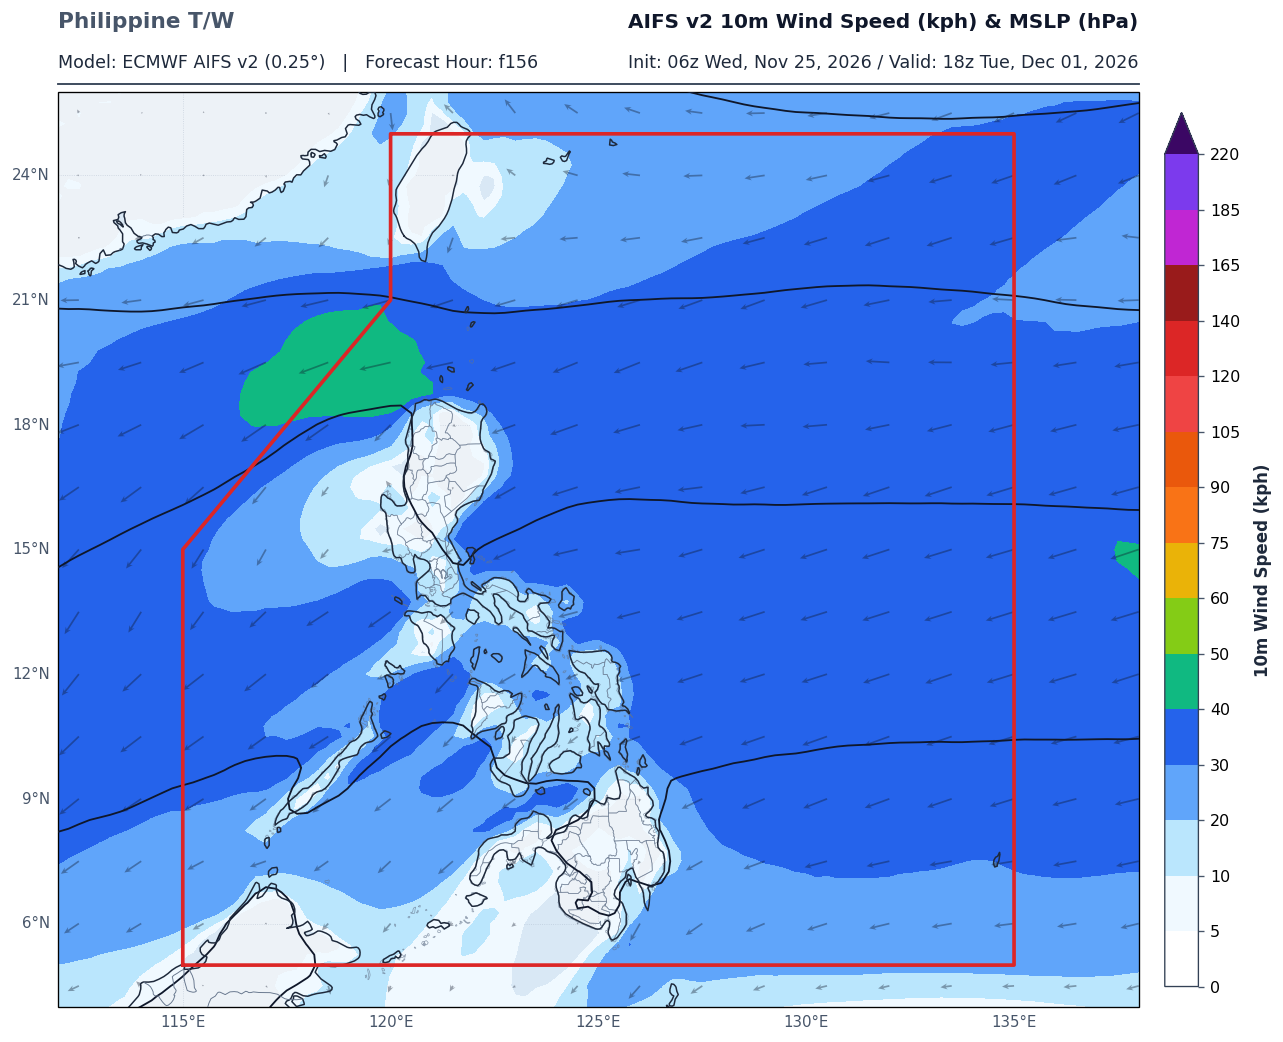 Philippine T/W
AIFS v2 10m Wind Speed (kph) & MSLP (hPa)
Model: ECMWF AIFS v2 (0.25°) | Forecast Hour: f156
Init: 06z Wed, Nov 25, 2026 / Valid: 18z Tue, Dec 01, 2026
24°N
21°N
18°N
15°N
12°N
9°N
6°N
115°E
120°E
125°E
130°E
135°E
220
185
165
140
120
105
90
75
60
50
40
30
20
10
5
0
10m Wind Speed (kph)